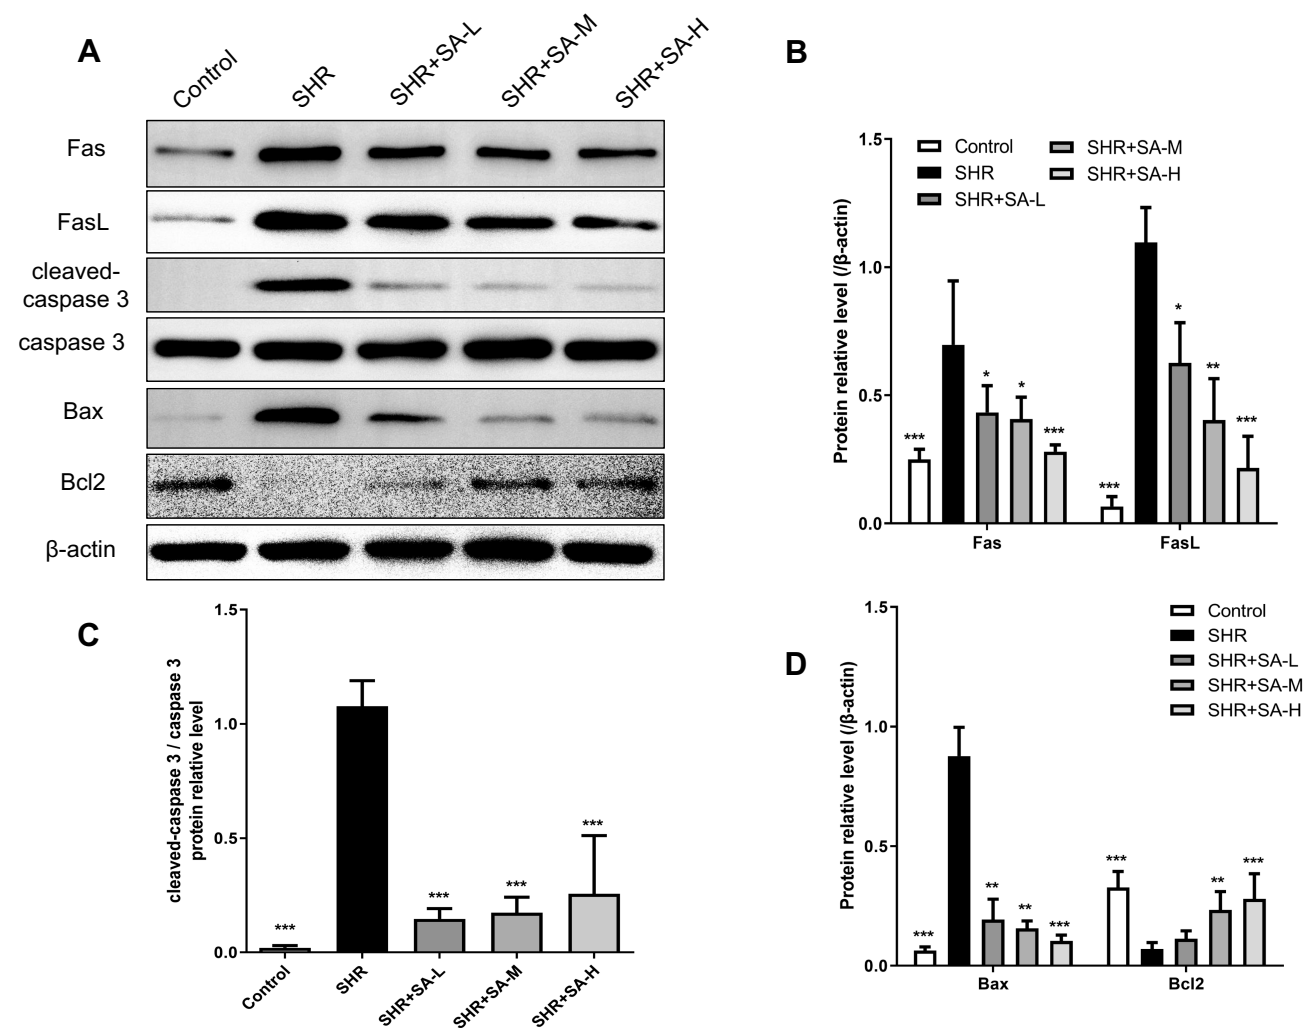 A
Control
SHR
SHR+SA-L
SHR+SA-M
SHR+SA-H
Fas
FasL
cleaved-
caspase 3
caspase 3
Bax
Bcl2
β-actin
B
Protein relative level (/β-actin)
1.5
1.0
0.5
0.0
Control
SHR
SHR+SA-L
SHR+SA-M
SHR+SA-H
***
*
*
***
***
*
**
***
Fas
FasL
C
cleaved-caspase 3 / caspase 3
protein relative level
1.5
1.0
0.5
0.0
***
***
***
***
Control
SHR
SHR+SA-L
SHR+SA-M
SHR+SA-H
D
Protein relative level (/β-actin)
1.5
1.0
0.5
0.0
Control
SHR
SHR+SA-L
SHR+SA-M
SHR+SA-H
***
**
**
***
***
**
***
Bax
Bcl2